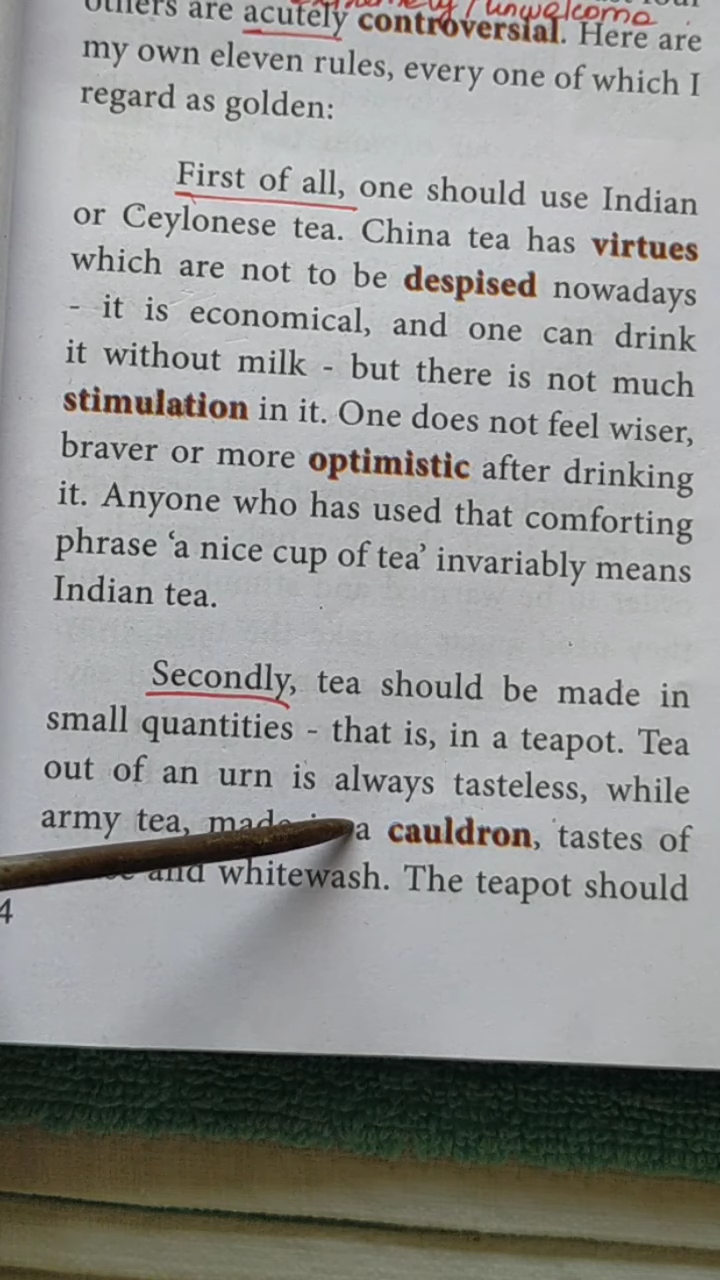 unwelcome
others are acutely controversial. Here are
my own eleven rules, every one of which I
regard as golden:
First of all, one should use Indian
or Ceylonese tea. China tea has virtues
which are not to be despised nowadays
- it is economical, and one can drink
it without milk - but there is not much
stimulation in it. One does not feel wiser,
braver or more optimistic after drinking
it. Anyone who has used that comforting
phrase ‘a nice cup of tea’ invariably means
Indian tea.
Secondly, tea should be made in
small quantities - that is, in a teapot. Tea
out of an urn is always tasteless, while
army tea, made a cauldron, tastes of
and whitewash. The teapot should
4